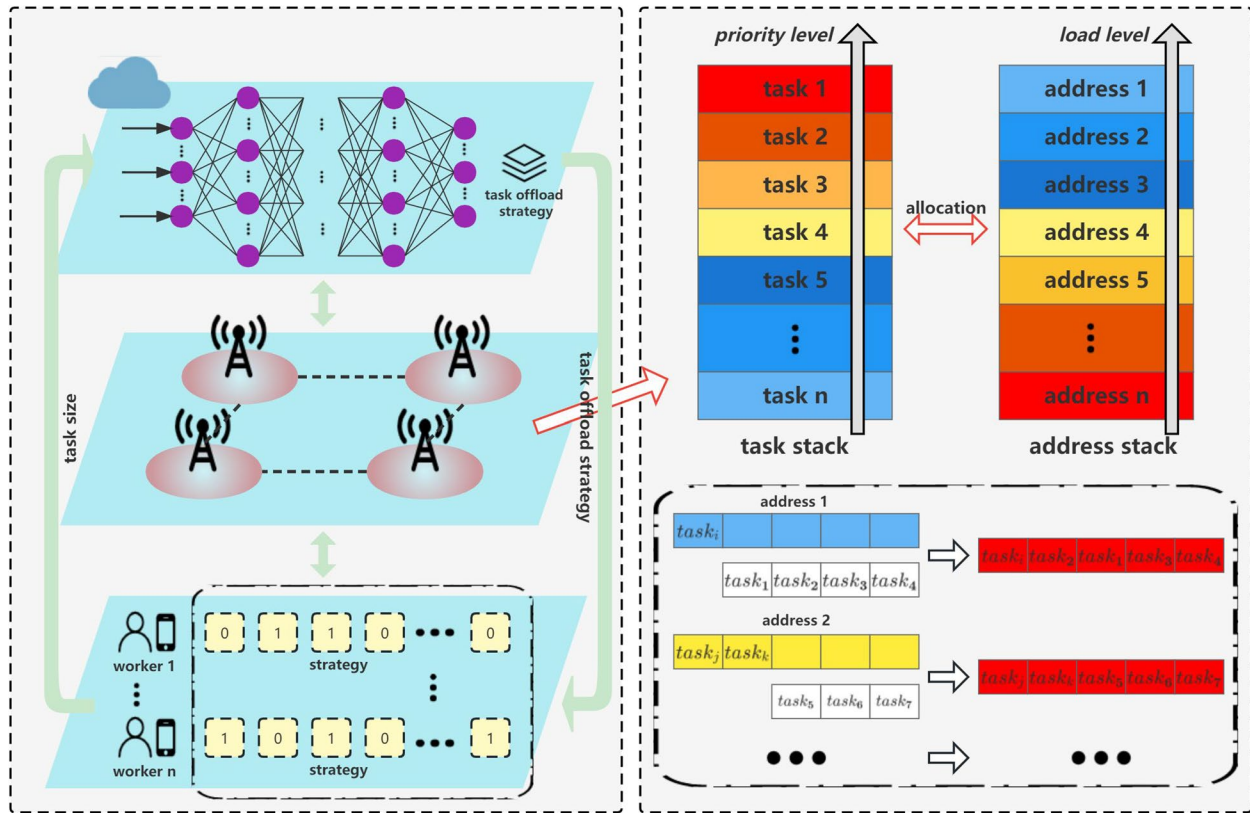 task offload
strategy
task size
task offload strategy
worker 1
0 1 1 0 0
strategy
worker n
1 0 1 0 1
strategy
priority level
task 1
task 2
task 3
task 4
task 5
task n
task stack
allocation
load level
address 1
address 2
address 3
address 4
address 5
address n
address stack
address 1
task_i
task_1 task_2 task_3 task_4
task_i task_2 task_1 task_3 task_4
address 2
task_j task_k
task_5 task_6 task_7
task_j task_k task_5 task_6 task_7